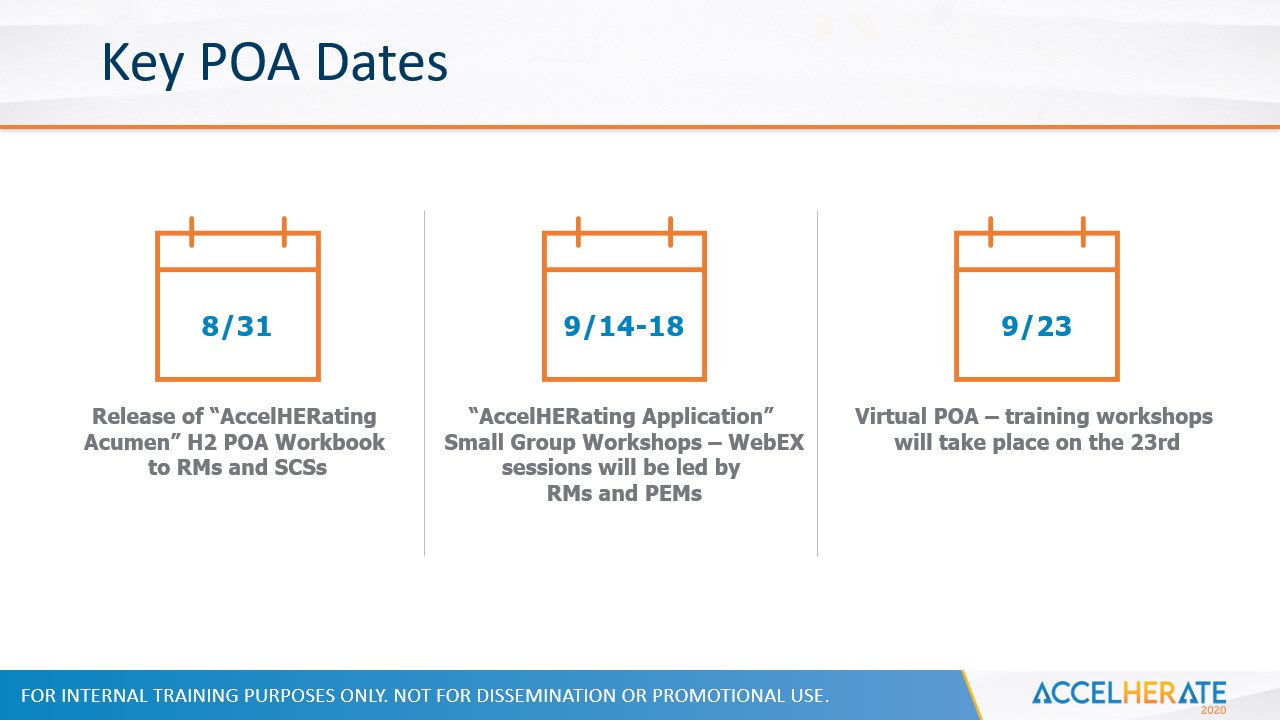 Key POA Dates
8/31
Release of “AccelHERating
Acumen” H2 POA Workbook
to RMs and SCSs
9/14-18
“AccelHERating Application”
Small Group Workshops – WebEX
sessions will be led by
RMs and PEMs
9/23
Virtual POA – training workshops
will take place on the 23rd
FOR INTERNAL TRAINING PURPOSES ONLY. NOT FOR DISSEMINATION OR PROMOTIONAL USE.
ACCELHERATE
2020